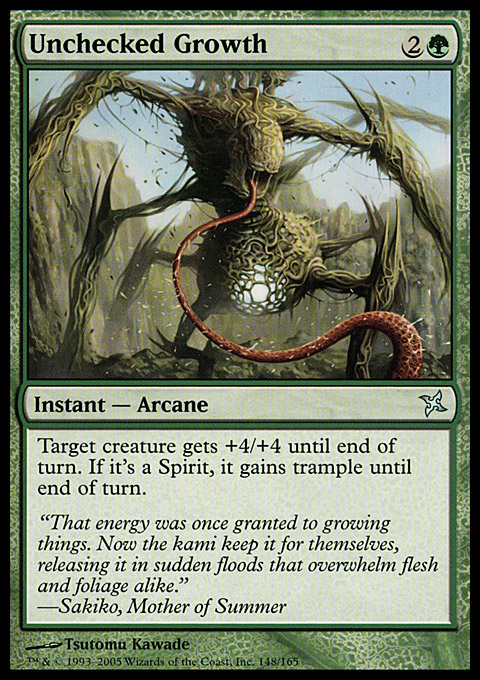 Unchecked Growth 2
Instant — Arcane
Target creature gets +4/+4 until end of
turn. If it's a Spirit, it gains trample until
end of turn.
“That energy was once granted to growing
things. Now the kami keep it for themselves,
releasing it in sudden floods that overwhelm flesh
and foliage alike.”
—Sakiko, Mother of Summer
Tsutomu Kawade
™ & © 1993–2005 Wizards of the Coast, Inc. 148/165